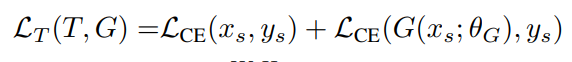 ℒ_T(T, G) = ℒ_CE(x_s, y_s) + ℒ_CE(G(x_s; θ_G), y_s)